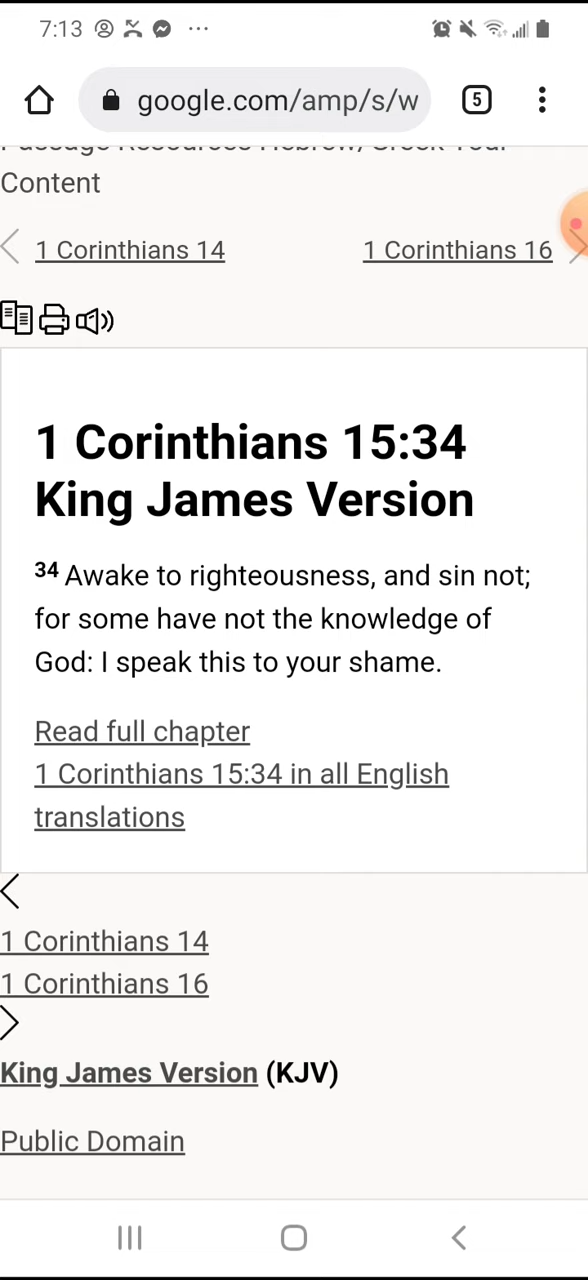 7:13
google.com/amp/s/w
5
Content
1 Corinthians 14
1 Corinthians 16
1 Corinthians 15:34
King James Version
34 Awake to righteousness, and sin not;
for some have not the knowledge of
God: I speak this to your shame.
Read full chapter
1 Corinthians 15:34 in all English
translations
1 Corinthians 14
1 Corinthians 16
King James Version (KJV)
Public Domain